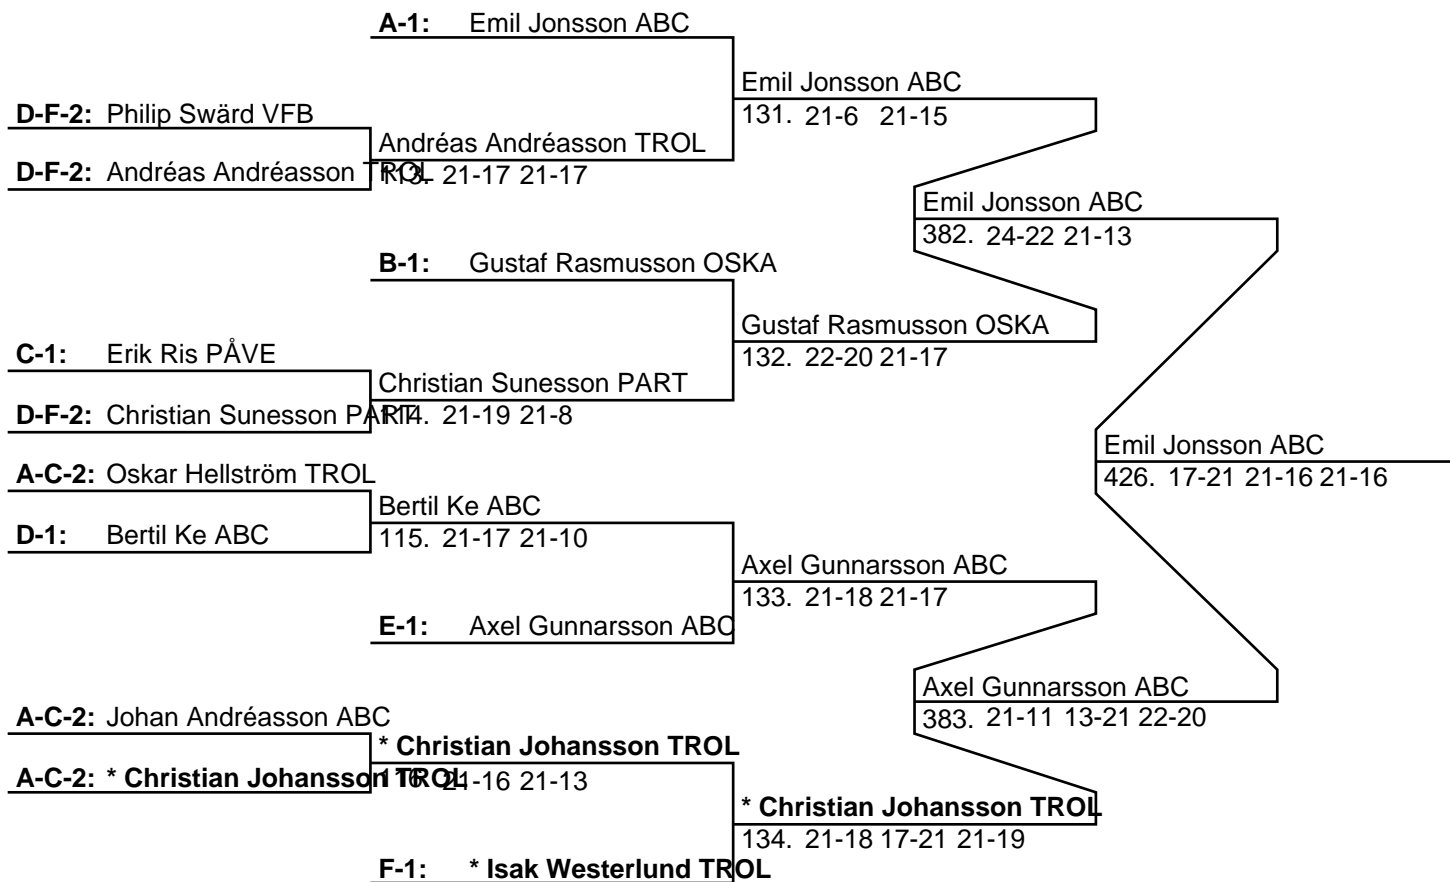 A-1: Emil Jonsson ABC
Emil Jonsson ABC
D-F-2: Philip Swärd VFB
131. 21-6 21-15
Andréas Andréasson TROL
D-F-2: Andréas Andréasson TROL
113. 21-17 21-17
Emil Jonsson ABC
382. 24-22 21-13
B-1: Gustaf Rasmusson OSKA
Gustaf Rasmusson OSKA
C-1: Erik Ris PÅVE
132. 22-20 21-17
Christian Sunesson PART
D-F-2: Christian Sunesson PART
114. 21-19 21-8
Emil Jonsson ABC
426. 17-21 21-16 21-16
A-C-2: Oskar Hellström TROL
Bertil Ke ABC
D-1: Bertil Ke ABC
115. 21-17 21-10
Axel Gunnarsson ABC
133. 21-18 21-17
E-1: Axel Gunnarsson ABC
Axel Gunnarsson ABC
383. 21-11 13-21 22-20
A-C-2: Johan Andréasson ABC
* Christian Johansson TROL
A-C-2: * Christian Johansson TROL
116. 21-16 21-13
* Christian Johansson TROL
134. 21-18 17-21 21-19
F-1: * Isak Westerlund TROL